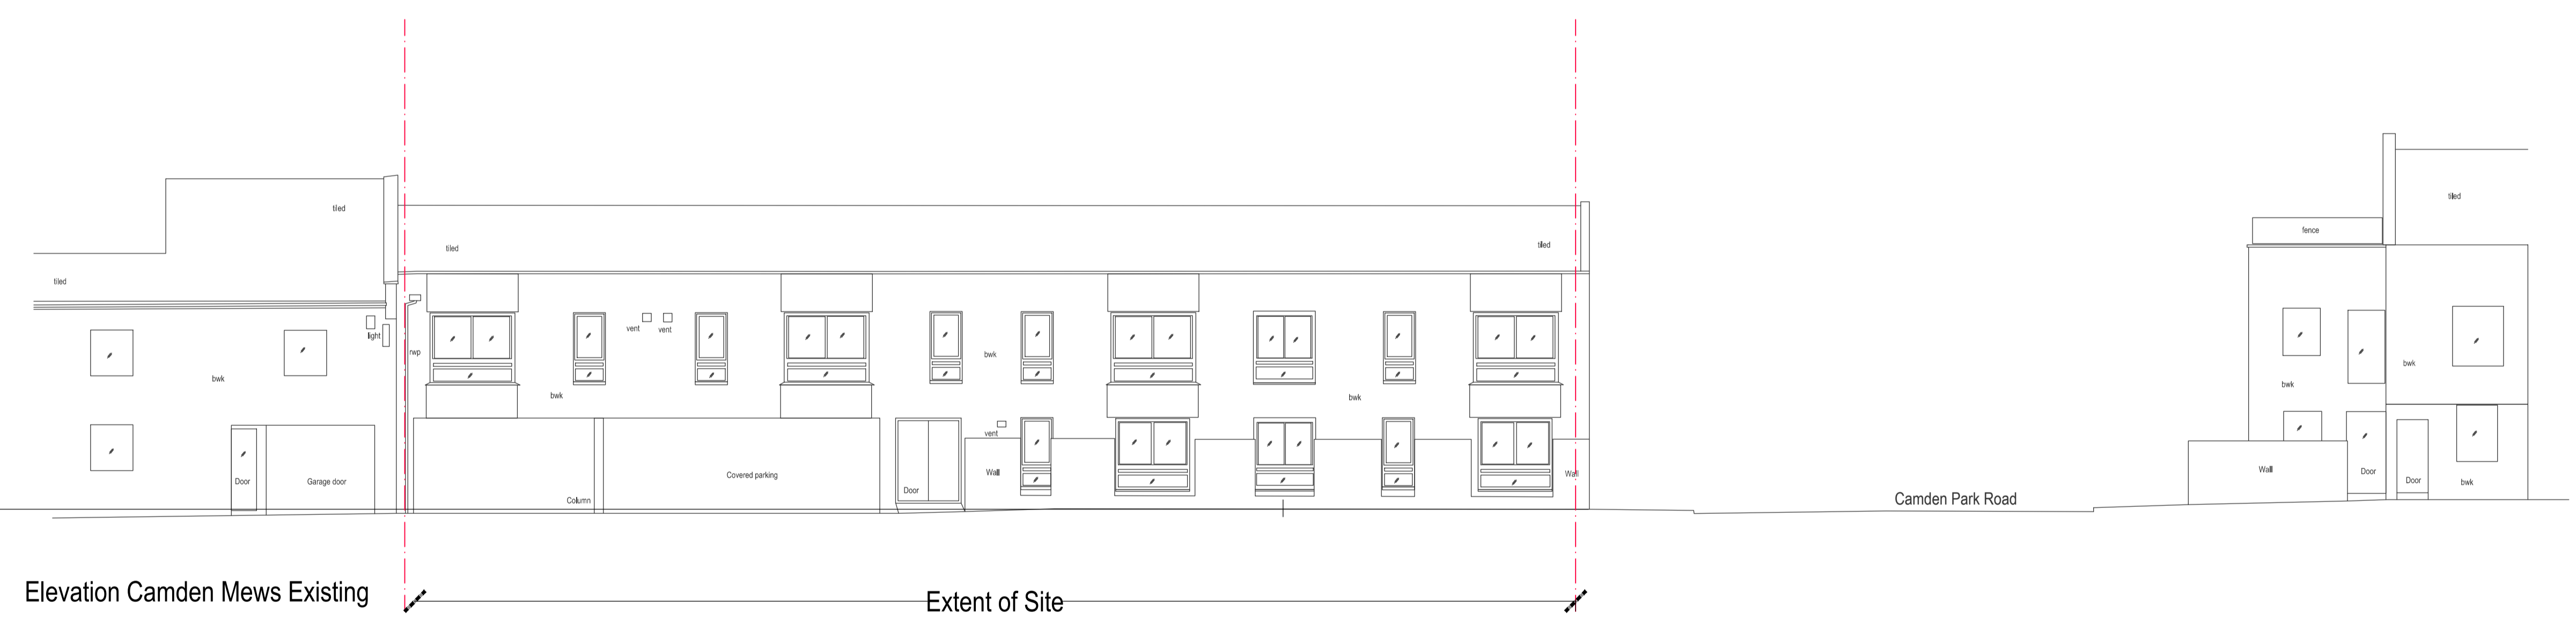 tiled
tiled
tiled
tiled
tiled
fence
light
rwp
vent
vent
bwk
bwk
bwk
bwk
bwk
bwk
vent
Door
Garage door
Column
Covered parking
Door
Wall
Wall
Wall
Door
Door
bwk
Camden Park Road
Elevation Camden Mews Existing
Extent of Site